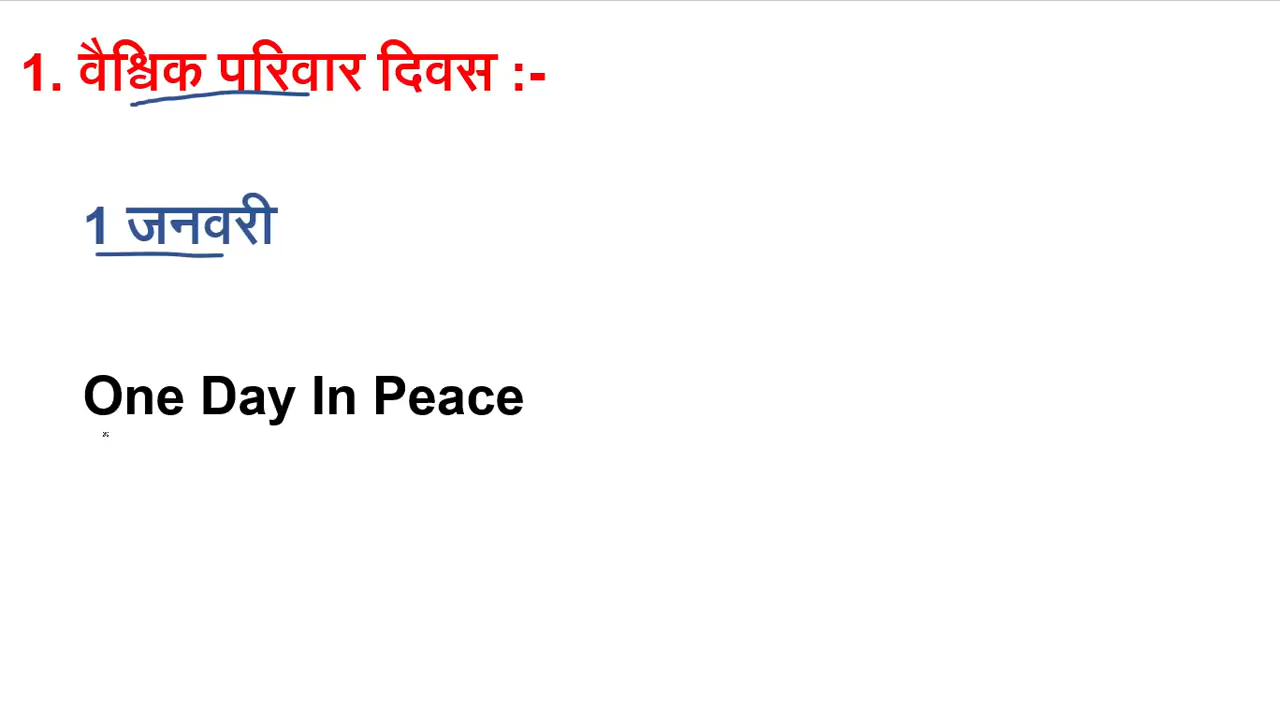 1. वैश्विक परिवार दिवस :-
1 जनवरी
One Day In Peace